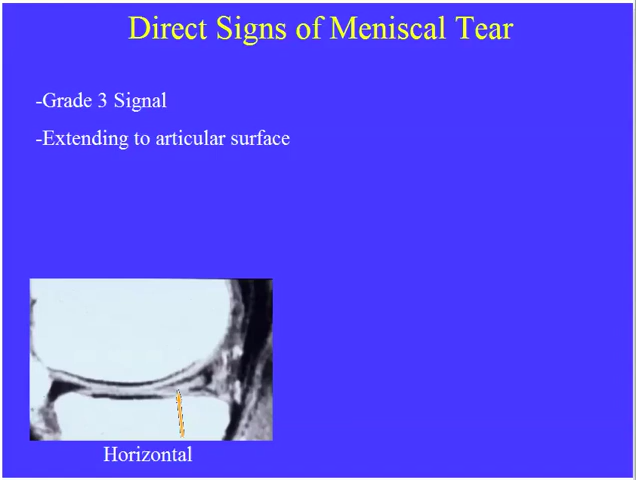 Direct Signs of Meniscal Tear
-Grade 3 Signal
-Extending to articular surface
Horizontal